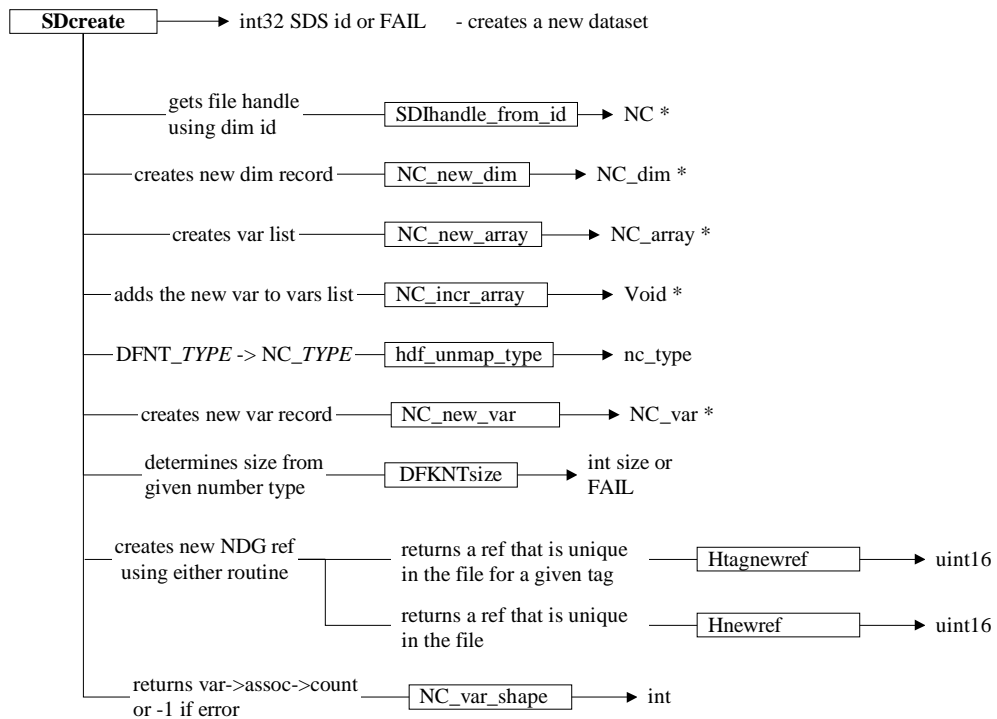 SDcreate int32 SDS id or FAIL - creates a new dataset
gets file handle
using dim id
SDIhandle_from_id NC *
creates new dim record NC_new_dim NC_dim *
creates var list NC_new_array NC_array *
adds the new var to vars list NC_incr_array Void *
DFNT_TYPE -> NC_TYPE hdf_unmap_type nc_type
creates new var record NC_new_var NC_var *
determines size from
given number type
DFKNTsize
int size or
FAIL
creates new NDG ref
using either routine
returns a ref that is unique
in the file for a given tag
Htagnewref uint16
returns a ref that is unique
in the file
Hnewref uint16
returns var->assoc->count
or -1 if error
NC_var_shape int